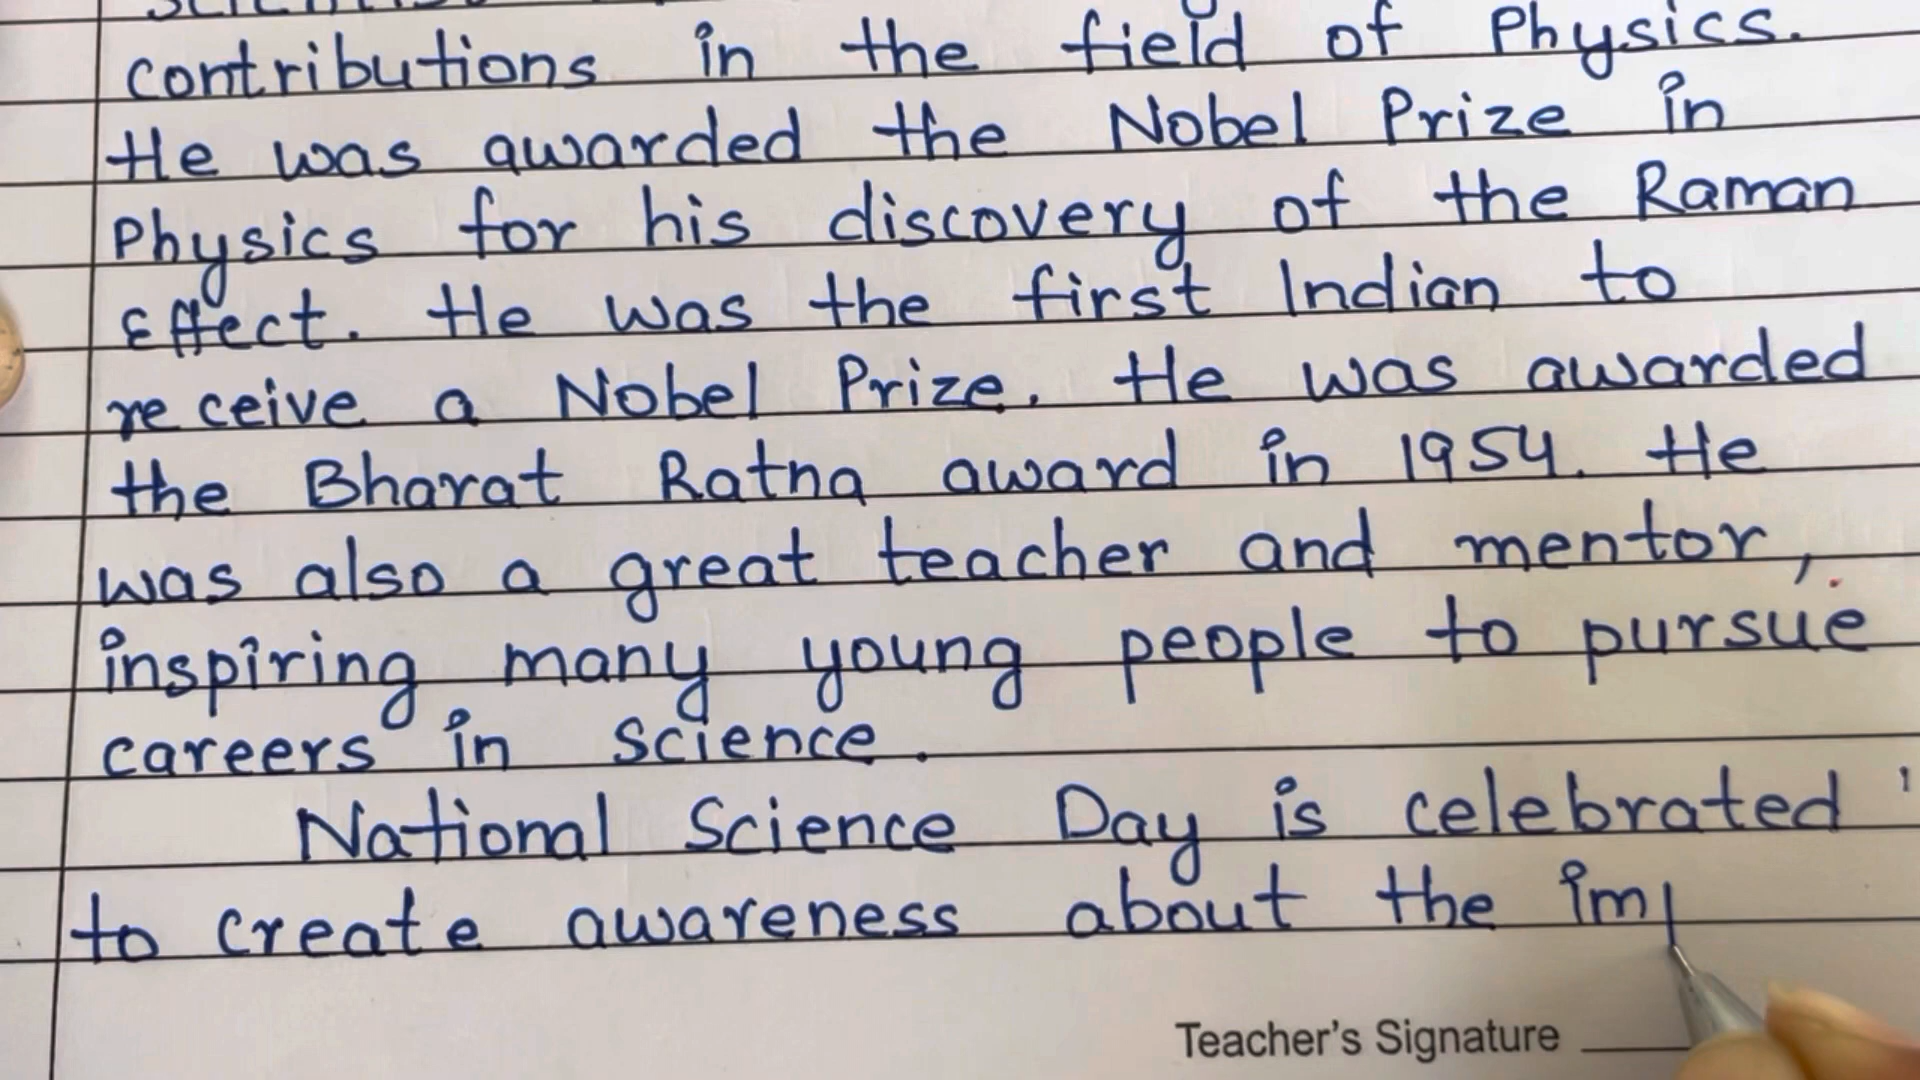 contributions in the field of Physics.
He was awarded the Nobel Prize in
Physics for his discovery of the Raman
Effect. He was the first Indian to
receive a Nobel Prize. He was awarded
the Bharat Ratna award in 1954. He
was also a great teacher and mentor,
inspiring many young people to pursue
careers in science.
National Science Day is celebrated
to create awareness about the im
Teacher's Signature